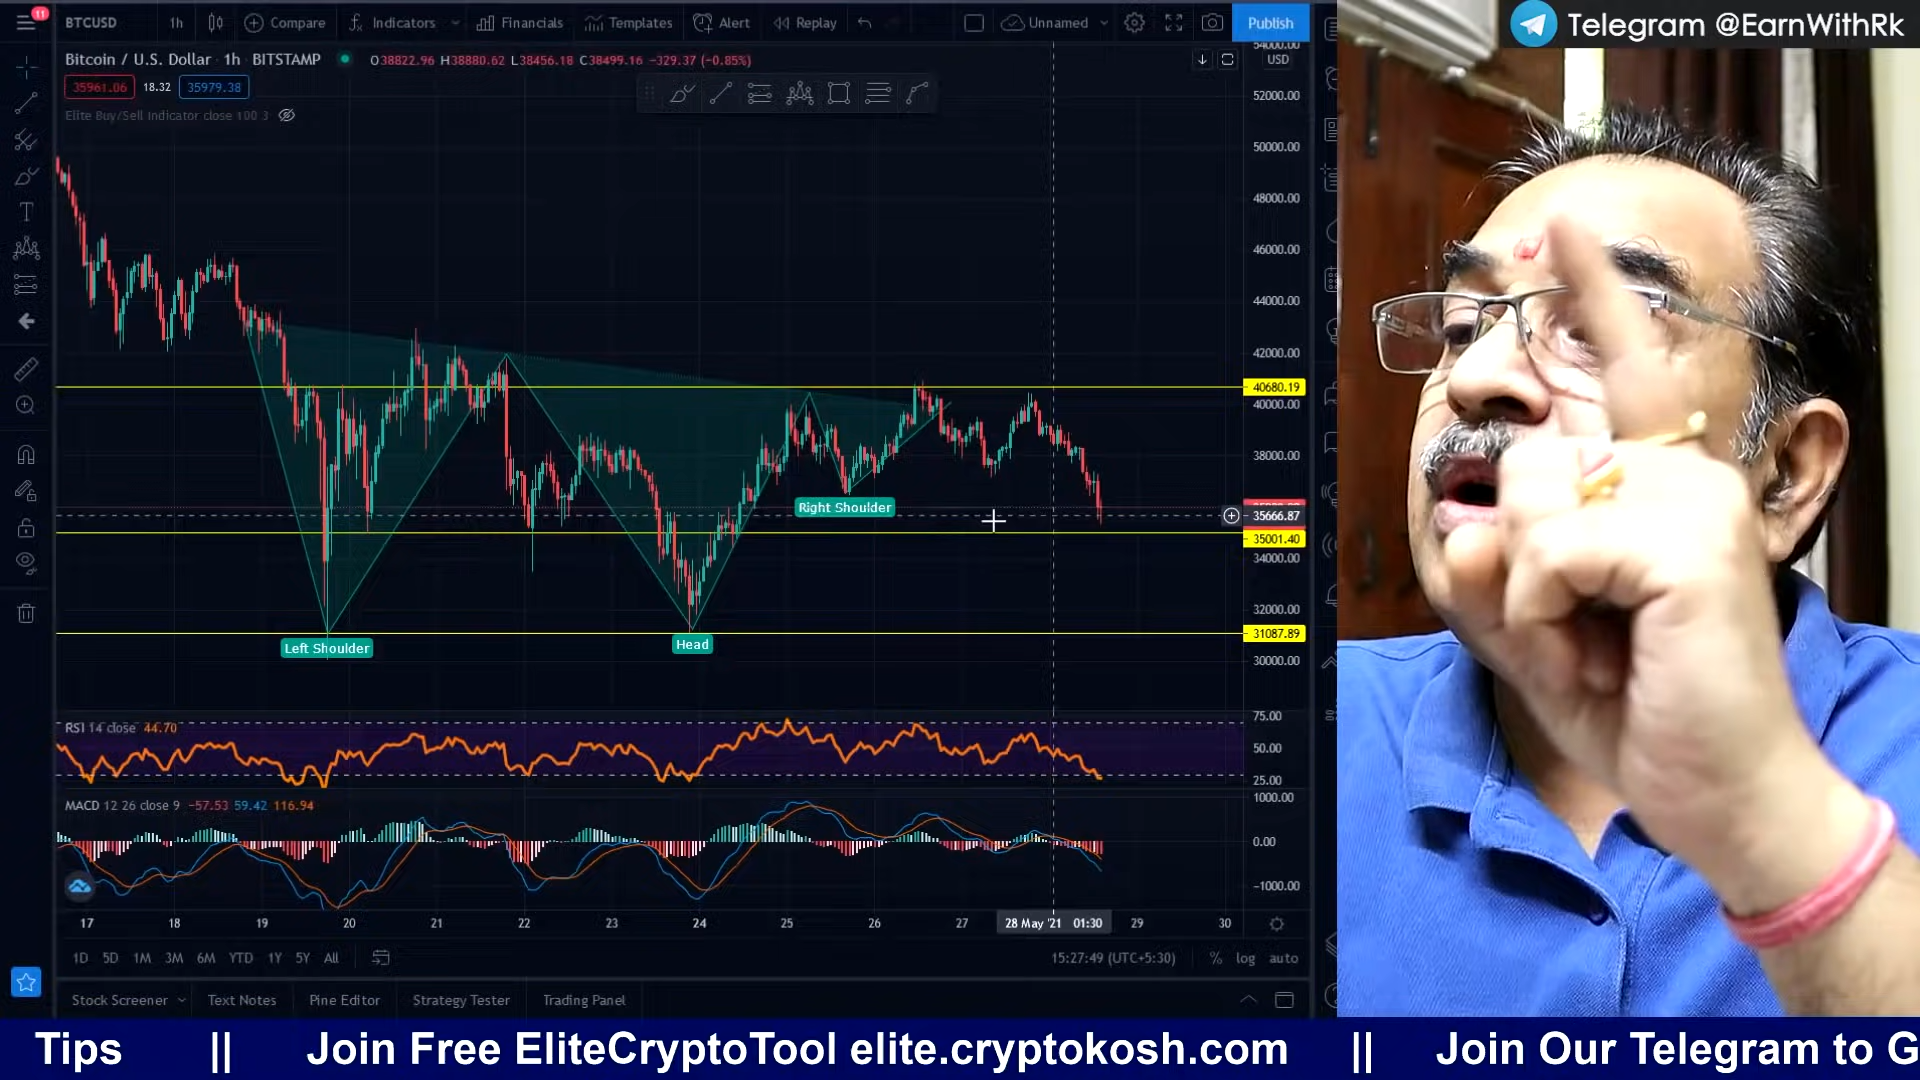 11
BTCUSD 1h Compare Indicators Financials Templates Alert Replay Unnamed Publish
Telegram @EarnWithRk
Bitcoin / U.S. Dollar · 1h · BITSTAMP O38822.96 H38880.62 L38456.18 C38499.16 −329.37 (−0.85%)
USD
35961.06 18.32 35979.38
Elite Buy/Sell Indicator close 100 3
54000.00
52000.00
50000.00
48000.00
46000.00
44000.00
42000.00
40680.19
40000.00
38000.00
35666.87
35001.40
34000.00
32000.00
31087.89
30000.00
Right Shoulder
Left Shoulder
Head
RSI 14 close 44.70
75.00
50.00
25.00
MACD 12 26 close 9 −57.53 59.42 116.94
1000.00
0.00
−1000.00
17 18 19 20 21 22 23 24 25 26 27 28 May '21 01:30 29 30
1D 5D 1M 3M 6M YTD 1Y 5Y All 15:27:49 (UTC+5:30) % log auto
Stock Screener Text Notes Pine Editor Strategy Tester Trading Panel
Tips || Join Free EliteCryptoTool elite.cryptokosh.com || Join Our Telegram to G